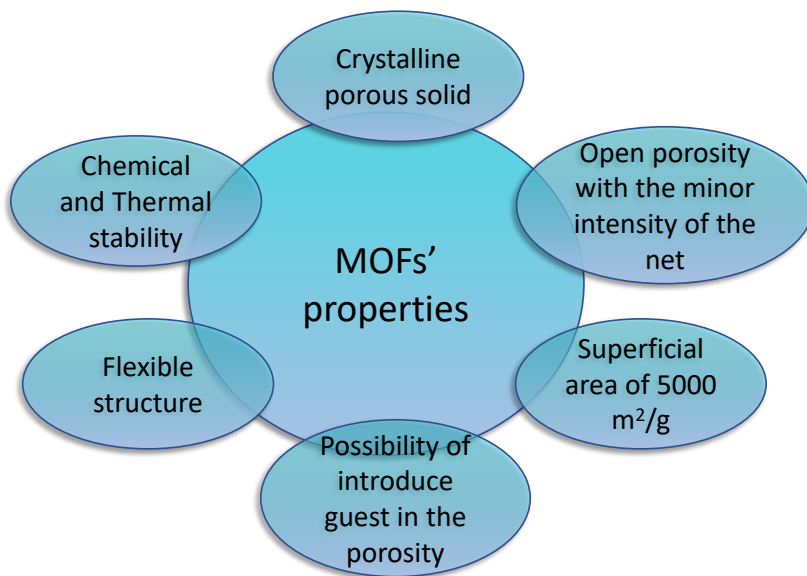 Crystalline
porous solid
Chemical
and Thermal
stability
Open porosity
with the minor
intensity of the
net
MOFs’
properties
Flexible
structure
Superficial
area of 5000
m²/g
Possibility of
introduce
guest in the
porosity